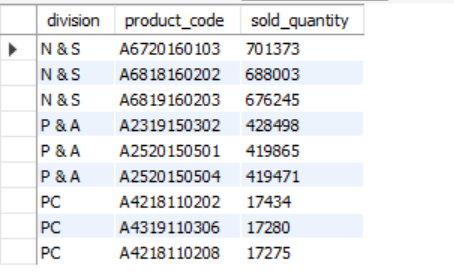 division product_code sold_quantity
N & S A6720160103 701373
N & S A6818160202 688003
N & S A6819160203 676245
P & A A2319150302 428498
P & A A2520150501 419865
P & A A2520150504 419471
PC A4218110202 17434
PC A4319110306 17280
PC A4218110208 17275